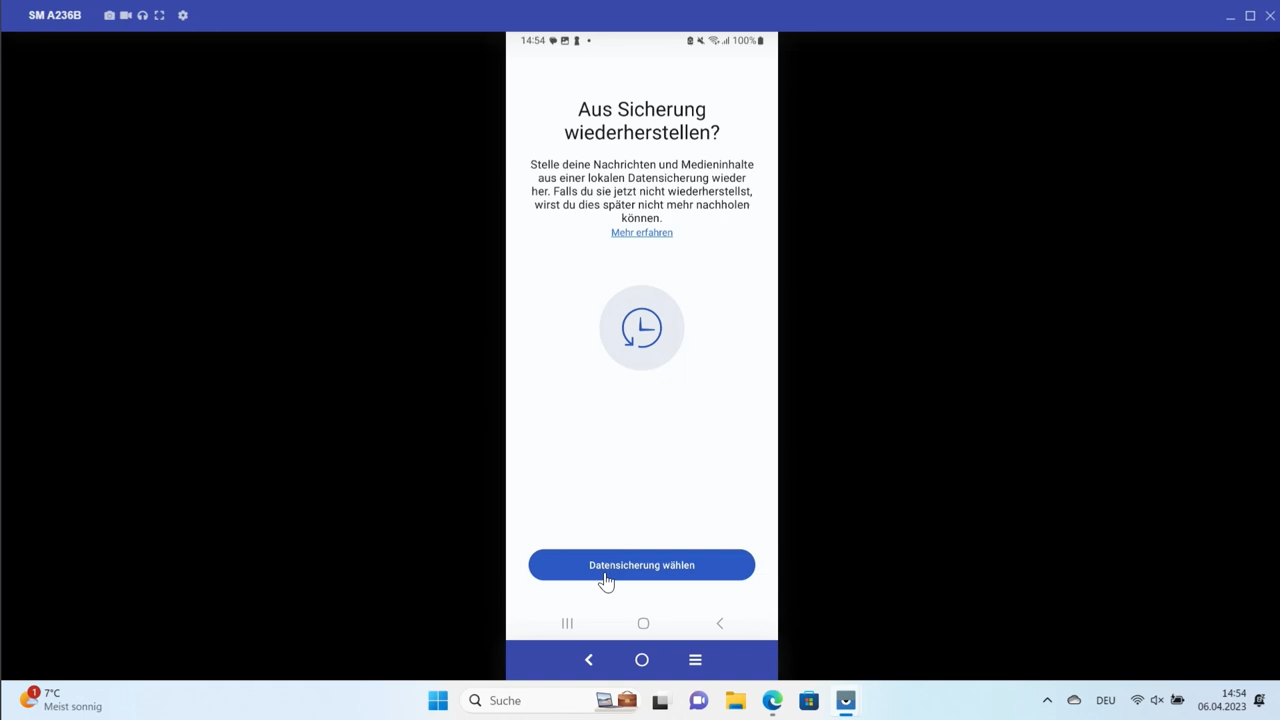 SM A236B
14:54
100%
Aus Sicherung
wiederherstellen?
Stelle deine Nachrichten und Medieninhalte
aus einer lokalen Datensicherung wieder
her. Falls du sie jetzt nicht wiederherstellst,
wirst du dies später nicht mehr nachholen
können.
Mehr erfahren
Datensicherung wählen
1
7°C
Meist sonnig
Suche
DEU
14:54
06.04.2023